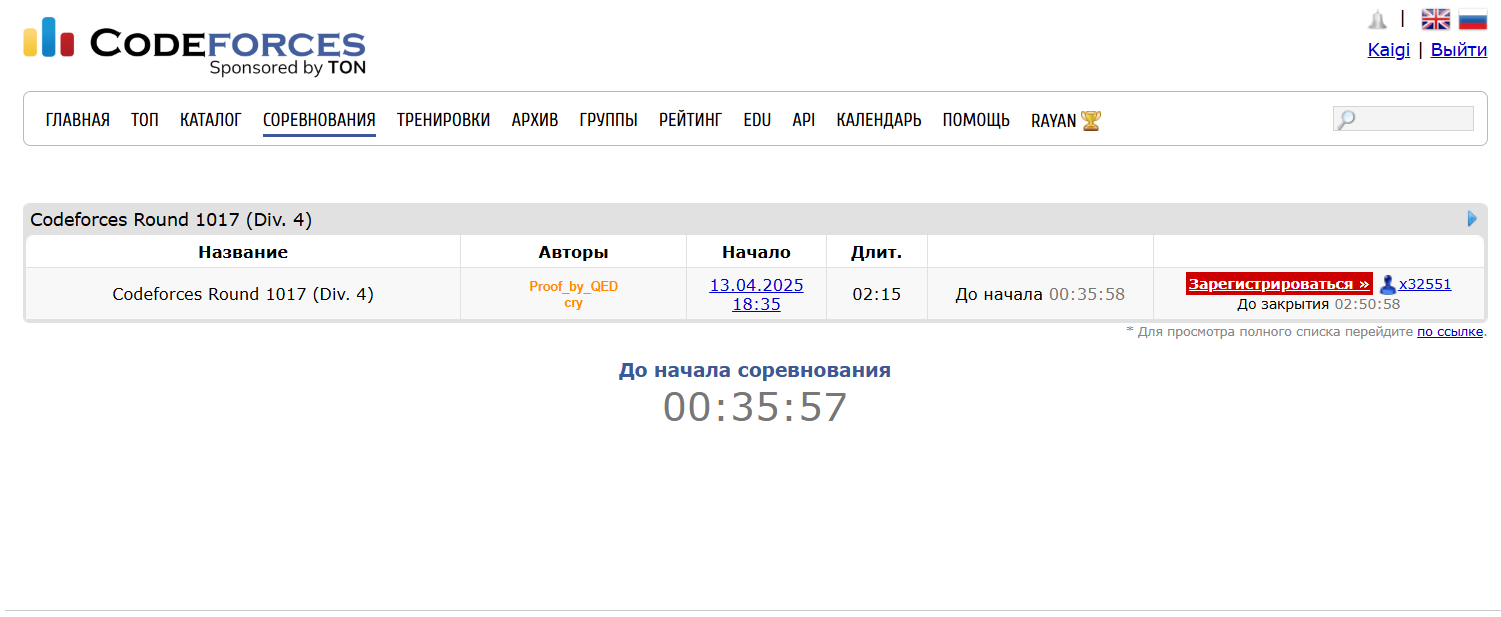 CODEFORCES
Sponsored by TON
|
Kaigi | Выйти
ГЛАВНАЯ ТОП КАТАЛОГ СОРЕВНОВАНИЯ ТРЕНИРОВКИ АРХИВ ГРУППЫ РЕЙТИНГ EDU API КАЛЕНДАРЬ ПОМОЩЬ RAYAN
Codeforces Round 1017 (Div. 4)
Название Авторы Начало Длит.
Codeforces Round 1017 (Div. 4)
Proof_by_QED
cry
13.04.2025
18:35
02:15
До начала 00:35:58
Зарегистрироваться » x32551
До закрытия 02:50:58
* Для просмотра полного списка перейдите по ссылке.
До начала соревнования
00:35:57